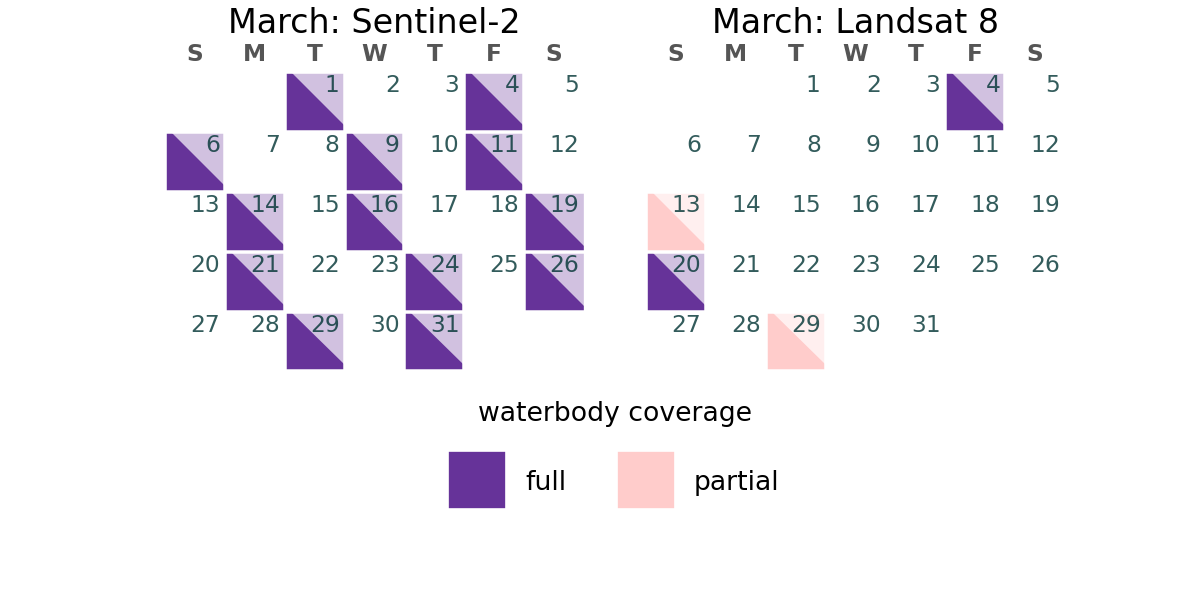 March: Sentinel-2
S M T W T F S
1 2 3 4 5
6 7 8 9 10 11 12
13 14 15 16 17 18 19
20 21 22 23 24 25 26
27 28 29 30 31
March: Landsat 8
S M T W T F S
1 2 3 4 5
6 7 8 9 10 11 12
13 14 15 16 17 18 19
20 21 22 23 24 25 26
27 28 29 30 31
waterbody coverage
full
partial